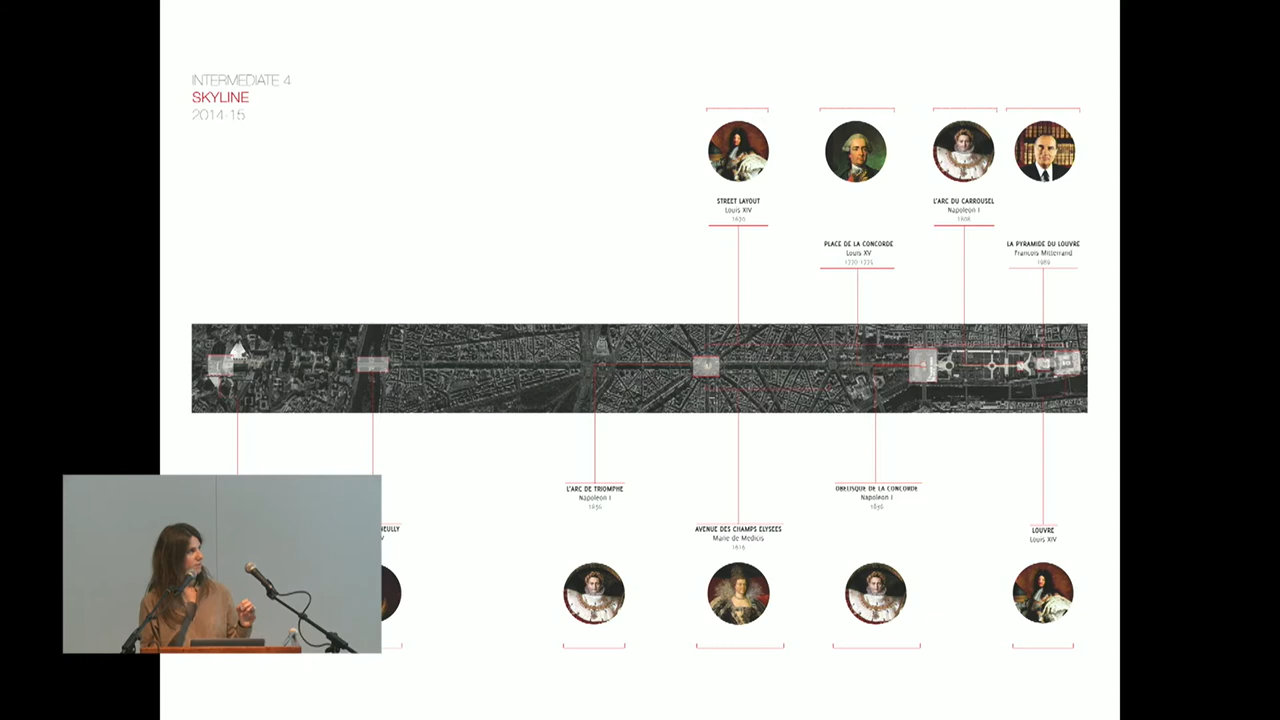 INTERMEDIATE 4
SKYLINE
2014-15
STREET LAYOUT
Louis XIV
1670
PLACE DE LA CONCORDE
Louis XV
L'ARC DU CARROUSEL
Napoleon I
1808
LA PYRAMIDE DU LOUVRE
Francois Mitterrand
1989
L'ARC DE TRIOMPHE
Napoleon I
1836
AVENUE DES CHAMPS ELYSEES
Marie de Medicis
1616
OBELISQUE DE LA CONCORDE
Napoleon I
1836
LOUVRE
Louis XIV